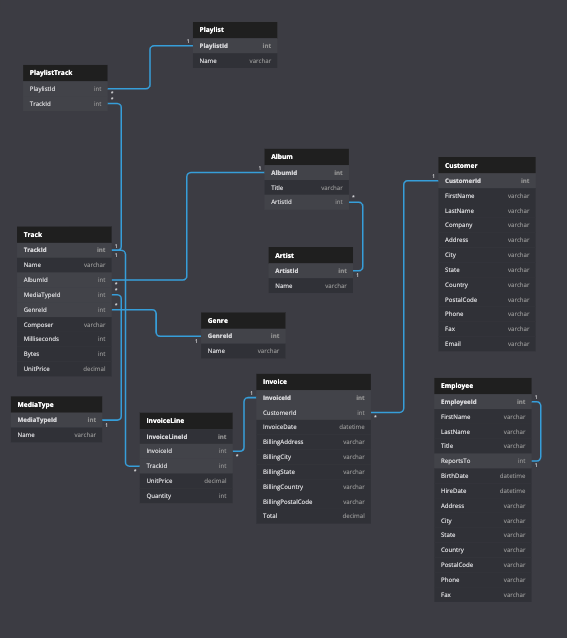 Playlist
PlaylistId int
Name varchar
PlaylistTrack
PlaylistId int
TrackId int
Album
AlbumId int
Title varchar
ArtistId int
Customer
CustomerId int
FirstName varchar
LastName varchar
Company varchar
Address varchar
City varchar
State varchar
Country varchar
PostalCode varchar
Phone varchar
Fax varchar
Email varchar
Track
TrackId int
Name varchar
AlbumId int
MediaTypeId int
GenreId int
Composer varchar
Milliseconds int
Bytes int
UnitPrice decimal
Artist
ArtistId int
Name varchar
Genre
GenreId int
Name varchar
Invoice
InvoiceId int
CustomerId int
InvoiceDate datetime
BillingAddress varchar
BillingCity varchar
BillingState varchar
BillingCountry varchar
BillingPostalCode varchar
Total decimal
Employee
EmployeeId int
FirstName varchar
LastName varchar
Title varchar
ReportsTo int
BirthDate datetime
HireDate datetime
Address varchar
City varchar
State varchar
Country varchar
PostalCode varchar
Phone varchar
Fax varchar
MediaType
MediaTypeId int
Name varchar
InvoiceLine
InvoiceLineId int
InvoiceId int
TrackId int
UnitPrice decimal
Quantity int
1
*
*
1
*
1
1
1
*
*
*
1
1
1
1
*
*
*
1
1
1